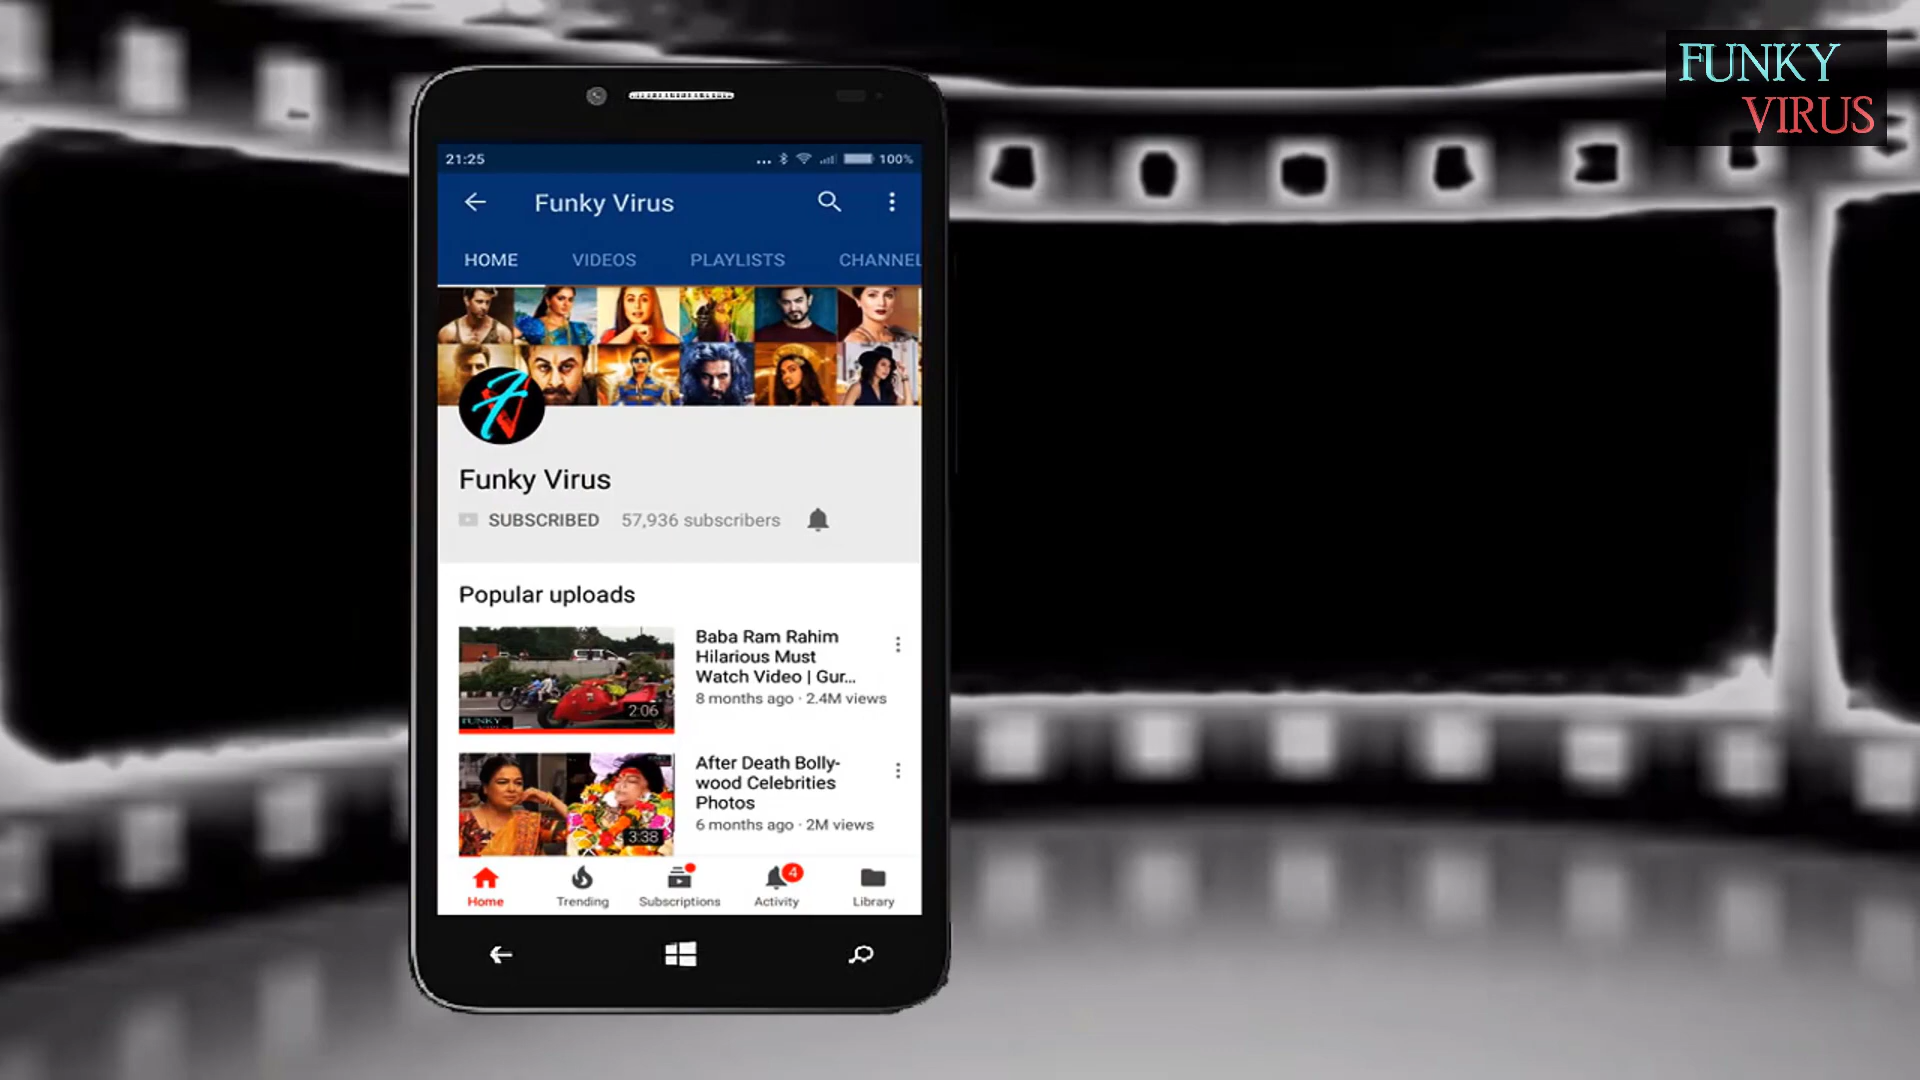 FUNKY
VIRUS
21:25
100%
Funky Virus
HOME VIDEOS PLAYLISTS CHANNEL
Funky Virus
SUBSCRIBED 57,936 subscribers
Popular uploads
Baba Ram Rahim
Hilarious Must
Watch Video | Gur...
8 months ago · 2.4M views
2:06
FUNKY
VIRUS
After Death Bolly-
wood Celebrities
Photos
6 months ago · 2M views
3:38
4
Home Trending Subscriptions Activity Library